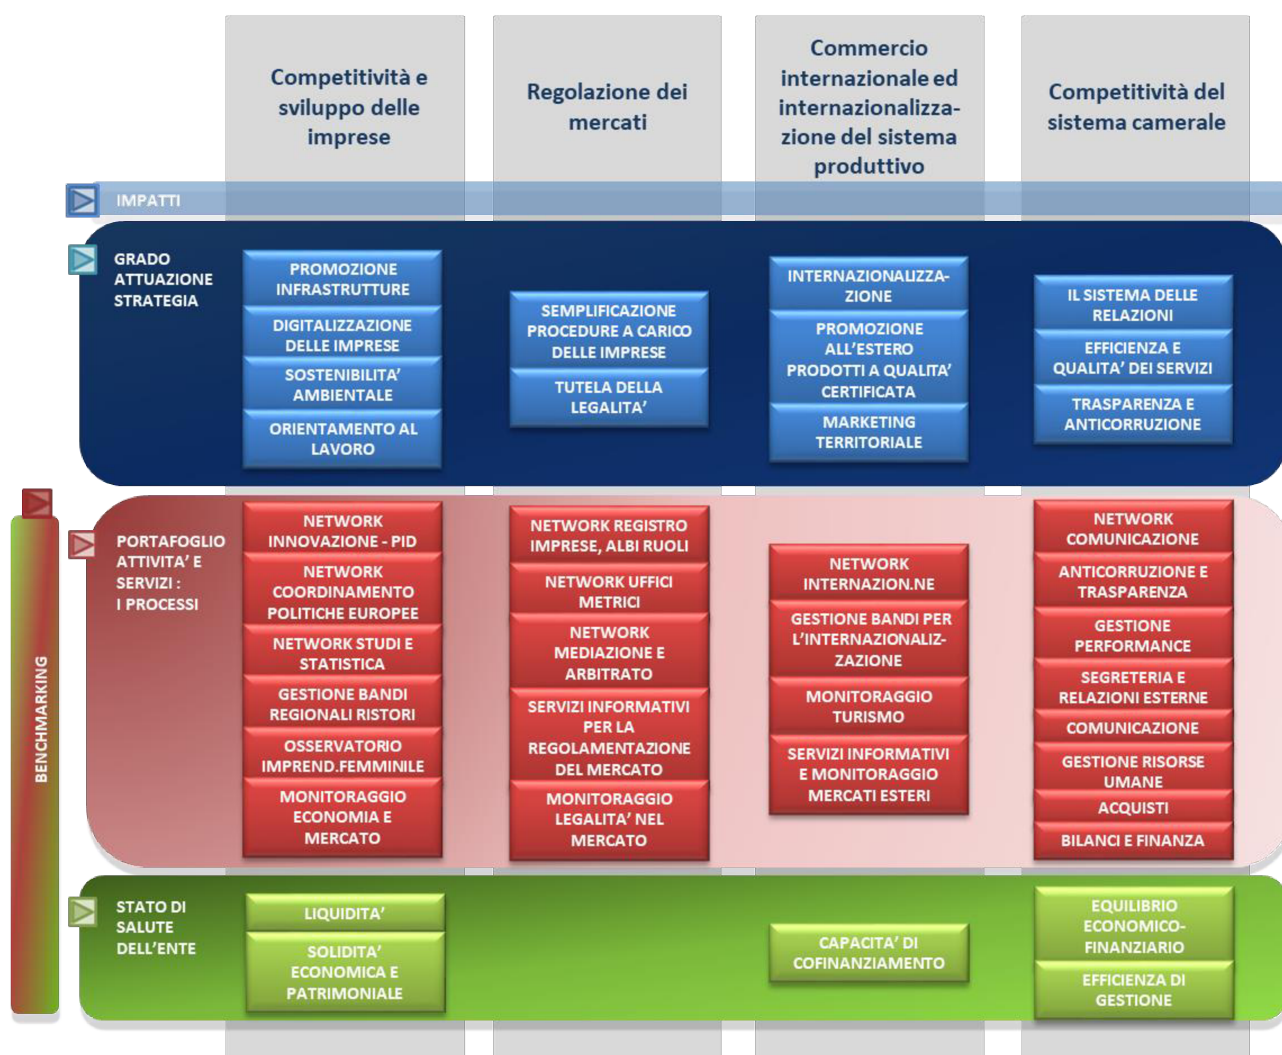 Competitività e
sviluppo delle
imprese
Regolazione dei
mercati
Commercio
internazionale ed
internazionalizza-
zione del sistema
produttivo
Competitività del
sistema camerale
IMPATTI
GRADO
ATTUAZIONE
STRATEGIA
PROMOZIONE
INFRASTRUTTURE
DIGITALIZZAZIONE
DELLE IMPRESE
SOSTENIBILITA'
AMBIENTALE
ORIENTAMENTO AL
LAVORO
SEMPLIFICAZIONE
PROCEDURE A CARICO
DELLE IMPRESE
TUTELA DELLA
LEGALITA'
INTERNAZIONALIZZA-
ZIONE
PROMOZIONE
ALL'ESTERO
PRODOTTI A QUALITA'
CERTIFICATA
MARKETING
TERRITORIALE
IL SISTEMA DELLE
RELAZIONI
EFFICIENZA E
QUALITA' DEI SERVIZI
TRASPARENZA E
ANTICORRUZIONE
BENCHMARKING
PORTAFOGLIO
ATTIVITA' E
SERVIZI :
I PROCESSI
NETWORK
INNOVAZIONE - PID
NETWORK
COORDINAMENTO
POLITICHE EUROPEE
NETWORK STUDI E
STATISTICA
GESTIONE BANDI
REGIONALI RISTORI
OSSERVATORIO
IMPREND.FEMMINILE
MONITORAGGIO
ECONOMIA E
MERCATO
NETWORK REGISTRO
IMPRESE, ALBI RUOLI
NETWORK UFFICI
METRICI
NETWORK
MEDIAZIONE E
ARBITRATO
SERVIZI INFORMATIVI
PER LA
REGOLAMENTAZIONE
DEL MERCATO
MONITORAGGIO
LEGALITA' NEL
MERCATO
NETWORK
INTERNAZION.NE
GESTIONE BANDI PER
L'INTERNAZIONALIZ-
ZAZIONE
MONITORAGGIO
TURISMO
SERVIZI INFORMATIVI
E MONITORAGGIO
MERCATI ESTERI
NETWORK
COMUNICAZIONE
ANTICORRUZIONE E
TRASPARENZA
GESTIONE
PERFORMANCE
SEGRETERIA E
RELAZIONI ESTERNE
COMUNICAZIONE
GESTIONE RISORSE
UMANE
ACQUISTI
BILANCI E FINANZA
STATO DI
SALUTE
DELL'ENTE
LIQUIDITA'
SOLIDITA'
ECONOMICA E
PATRIMONIALE
CAPACITA' DI
COFINANZIAMENTO
EQUILIBRIO
ECONOMICO-
FINANZIARIO
EFFICIENZA DI
GESTIONE